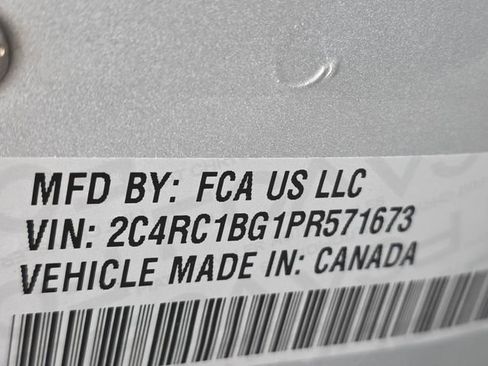 MFD BY: FCA US LLC
VIN: 2C4RC1BG1PR571673
VEHICLE MADE IN: CANADA